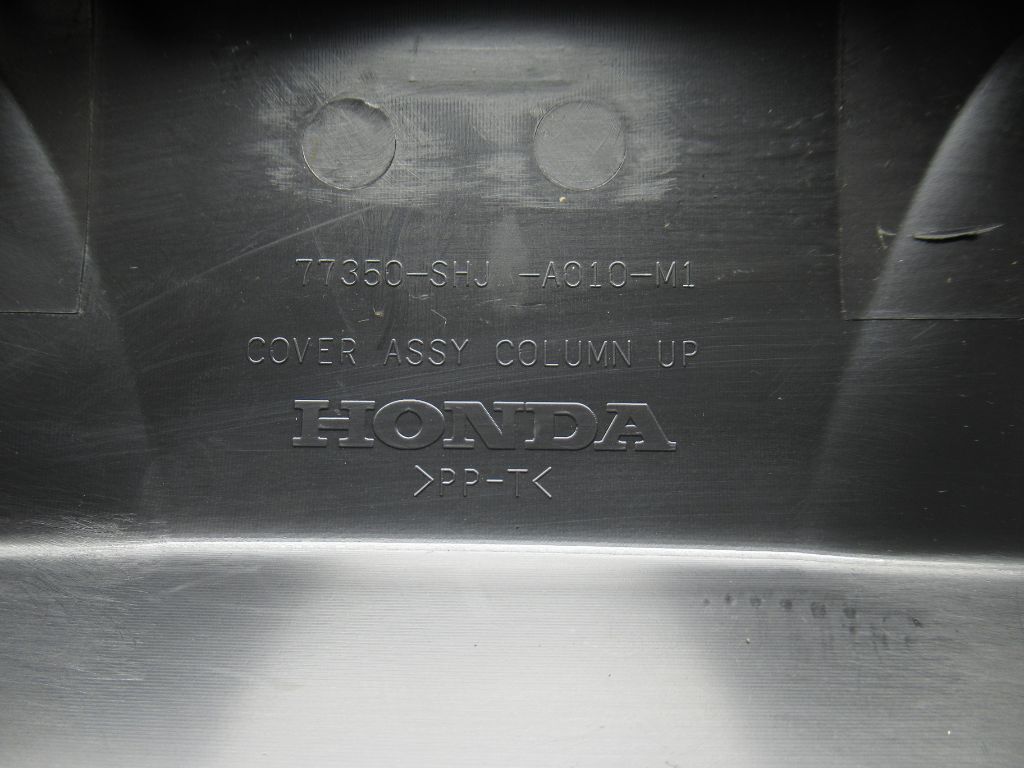 77350-SHJ -A010-M1
COVER ASSY COLUMN UP
HONDA
>PP-T<